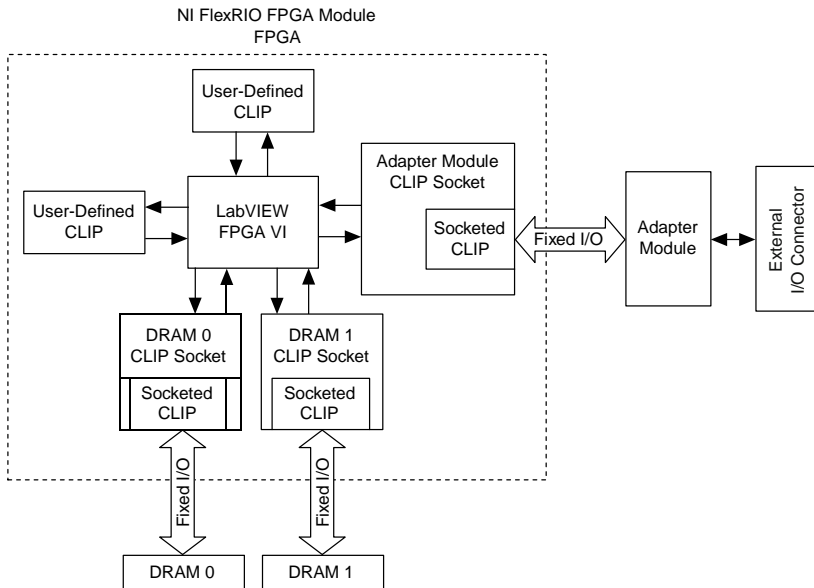 NI FlexRIO FPGA Module
FPGA
User-Defined
CLIP
User-Defined
CLIP
LabVIEW
FPGA VI
Adapter Module
CLIP Socket
Socketed
CLIP
Fixed I/O
Adapter
Module
External
I/O Connector
DRAM 0
CLIP Socket
Socketed
CLIP
DRAM 1
CLIP Socket
Socketed
CLIP
Fixed I/O
Fixed I/O
DRAM 0
DRAM 1